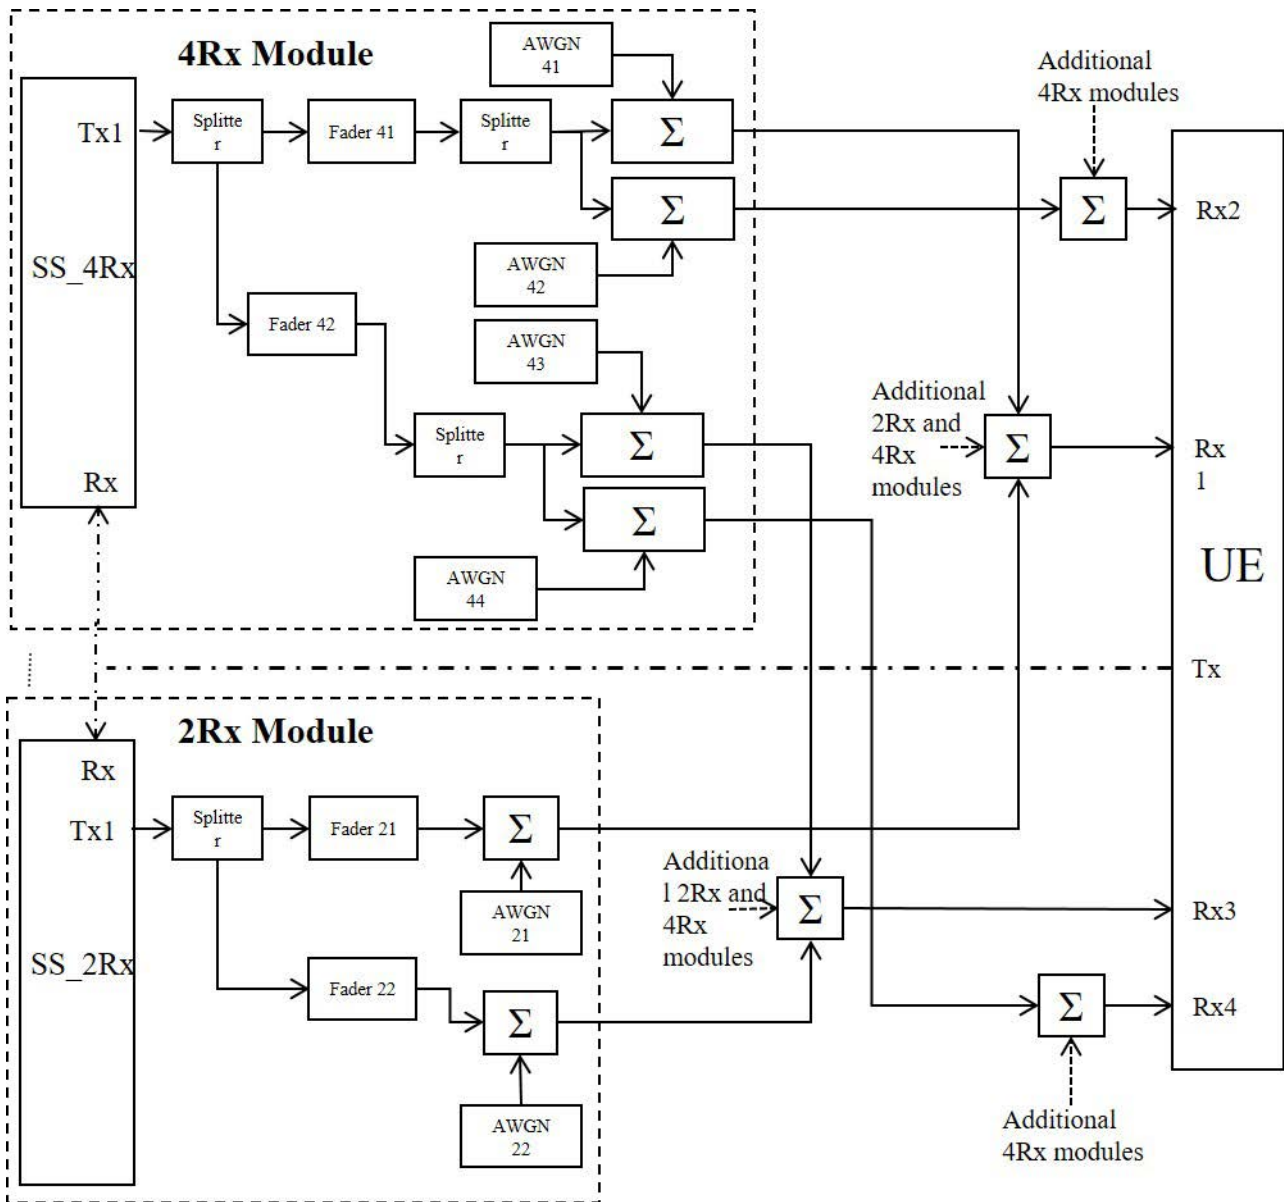 4Rx Module
AWGN
41
Additional
4Rx modules
Tx1
Splitte
r
Fader 41
Splitte
r
Σ
Σ
Σ
Rx2
SS_4Rx
AWGN
42
Fader 42
AWGN
43
Additional
2Rx and
4Rx
modules
Splitte
r
Σ
Σ
Rx
1
Rx
Σ
UE
AWGN
44
Tx
2Rx Module
Rx
Tx1
Splitte
r
Fader 21
Σ
Additiona
l 2Rx and
4Rx
modules
AWGN
21
Σ
Rx3
SS_2Rx
Fader 22
Σ
Σ
Rx4
AWGN
22
Additional
4Rx modules